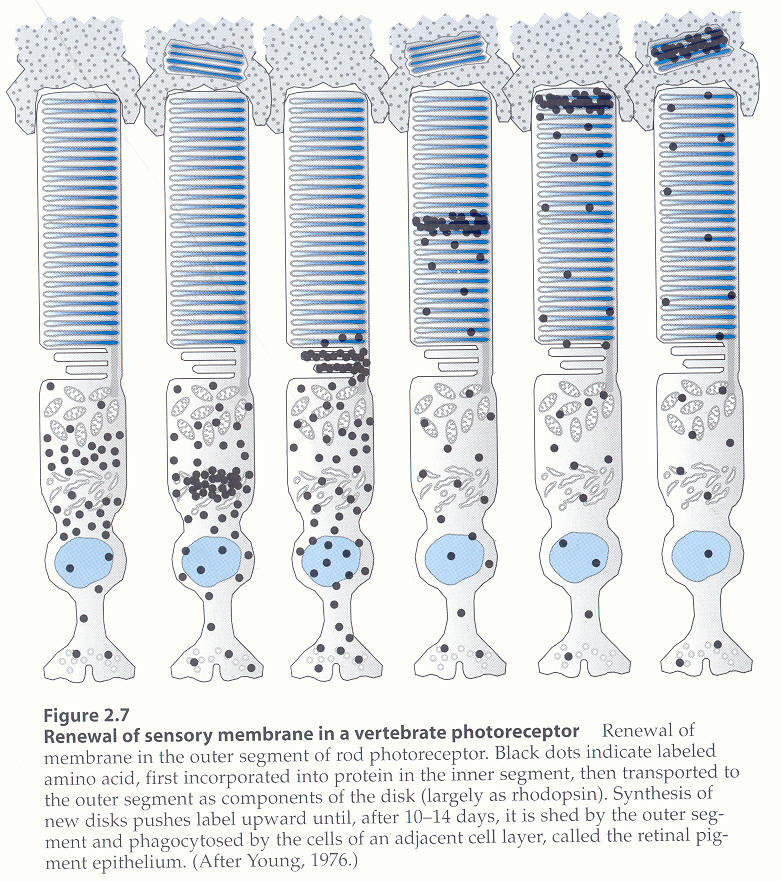 Figure 2.7
Renewal of sensory membrane in a vertebrate photoreceptor Renewal of
membrane in the outer segment of rod photoreceptor. Black dots indicate labeled
amino acid, first incorporated into protein in the inner segment, then transported to
the outer segment as components of the disk (largely as rhodopsin). Synthesis of
new disks pushes label upward until, after 10–14 days, it is shed by the outer seg-
ment and phagocytosed by the cells of an adjacent cell layer, called the retinal pig-
ment epithelium. (After Young, 1976.)